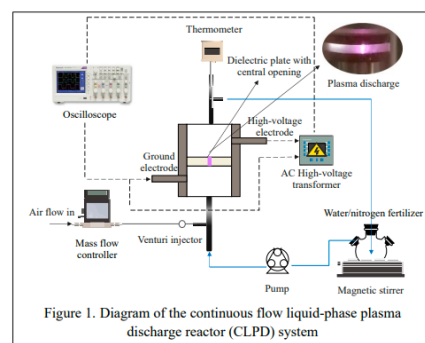 Thermometer
Dielectric plate with
central opening
Plasma discharge
Oscilloscope
High-voltage
electrode
Ground
electrode
AC High-voltage
transformer
Air flow in
Water/nitrogen fertilizer
Mass flow
controller
Venturi injector
Pump
Magnetic stirrer
Figure 1. Diagram of the continuous flow liquid-phase plasma
discharge reactor (CLPD) system